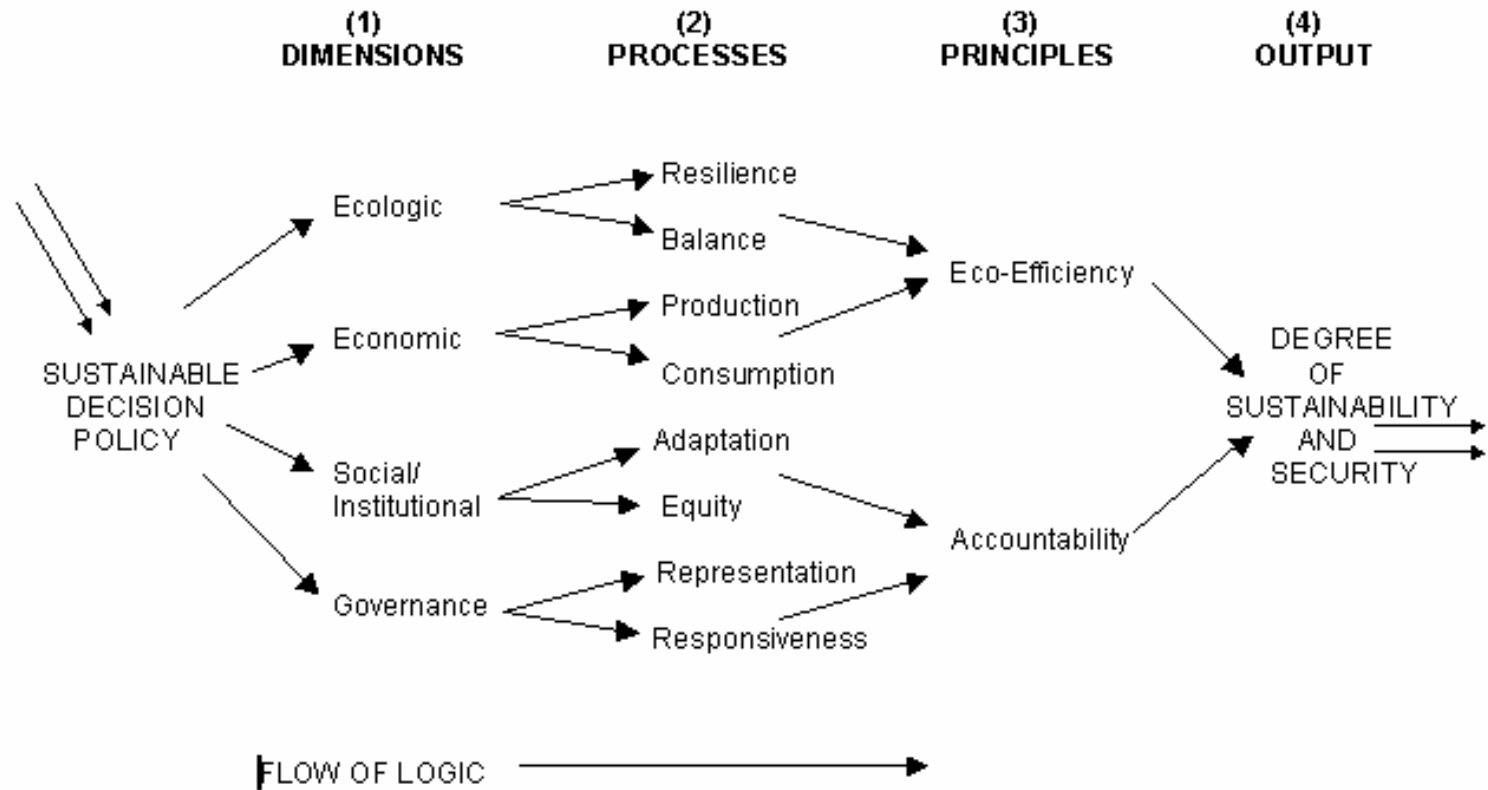 (1)
DIMENSIONS
(2)
PROCESSES
(3)
PRINCIPLES
(4)
OUTPUT
SUSTAINABLE
DECISION
POLICY
Ecologic
Economic
Social/
Institutional
Governance
Resilience
Balance
Production
Consumption
Adaptation
Equity
Representation
Responsiveness
Eco-Efficiency
Accountability
DEGREE
OF
SUSTAINABILITY
AND
SECURITY
FLOW OF LOGIC